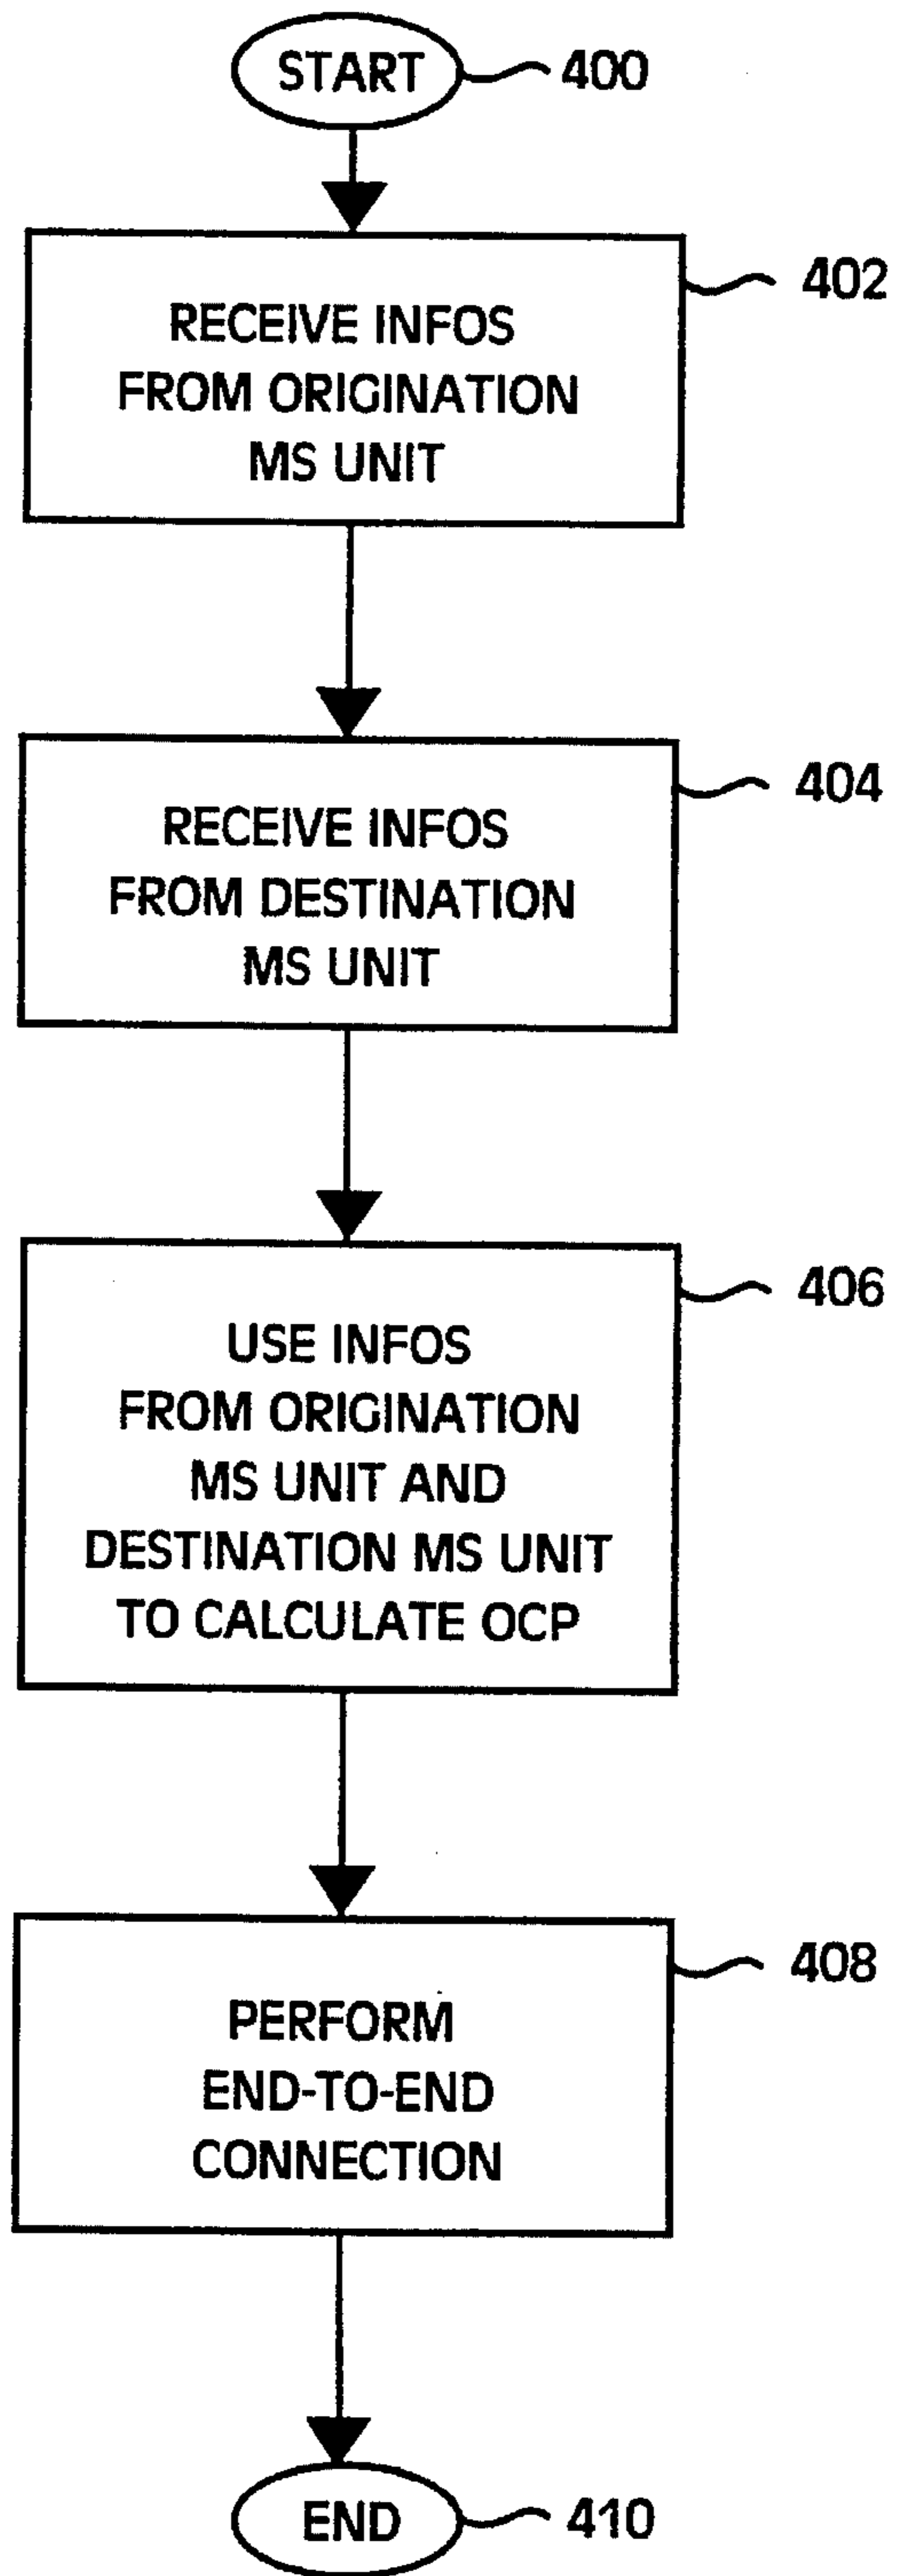 START 400
402
RECEIVE INFOS
FROM ORIGINATION
MS UNIT
404
RECEIVE INFOS
FROM DESTINATION
MS UNIT
406
USE INFOS
FROM ORIGINATION
MS UNIT AND
DESTINATION MS UNIT
TO CALCULATE OCP
408
PERFORM
END-TO-END
CONNECTION
END 410